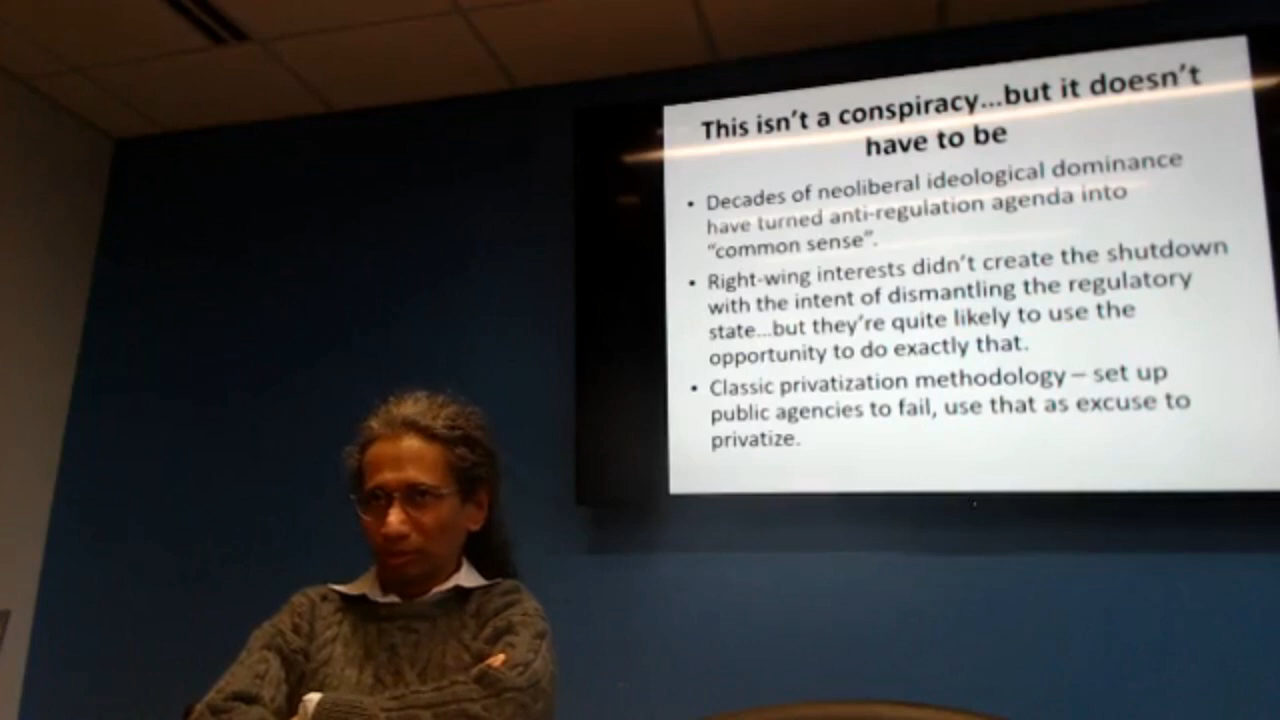 This isn't a conspiracy...but it doesn't
have to be
• Decades of neoliberal ideological dominance
have turned anti-regulation agenda into
“common sense”.
• Right-wing interests didn't create the shutdown
with the intent of dismantling the regulatory
state...but they're quite likely to use the
opportunity to do exactly that.
• Classic privatization methodology – set up
public agencies to fail, use that as excuse to
privatize.